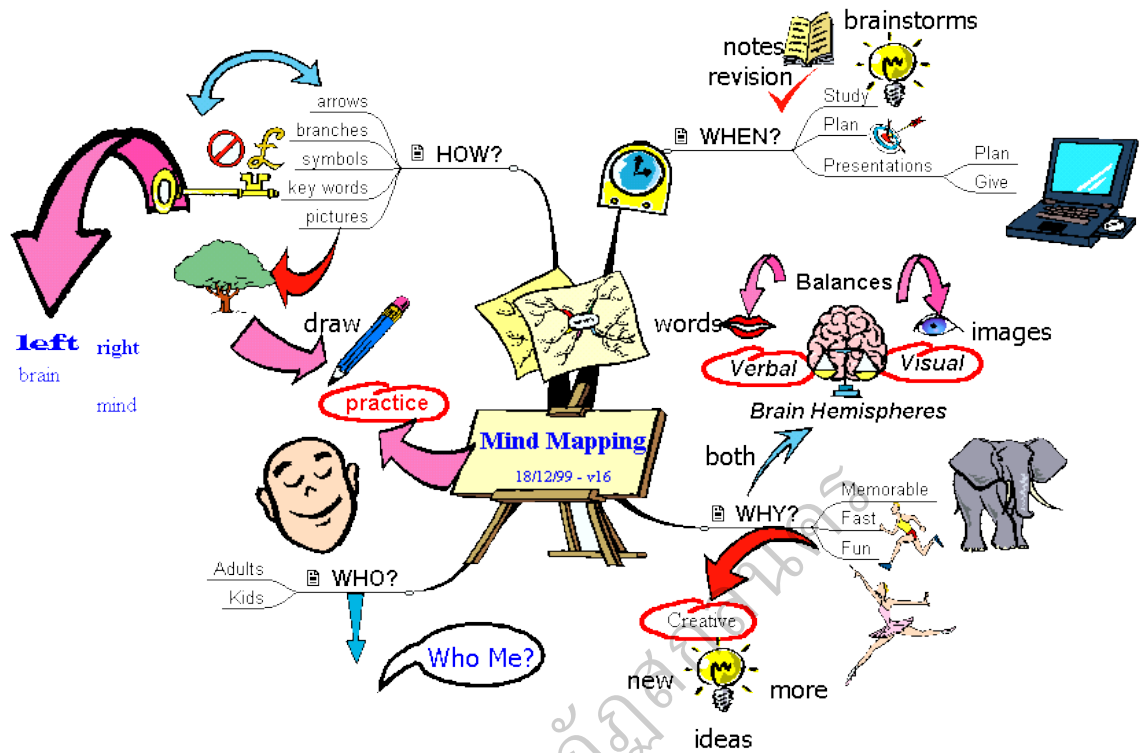 brainstorms
notes
revision
Study
Plan
WHEN?
Presentations
Plan
Give
arrows
branches
symbols
key words
pictures
HOW?
£
Balances
words
images
Verbal
Visual
Brain Hemispheres
draw
practice
left right
brain
mind
Mind Mapping
18/12/99 - v16
both
WHY?
Memorable
Fast
Fun
Creative
new
more
ideas
WHO?
Adults
Kids
Who Me?